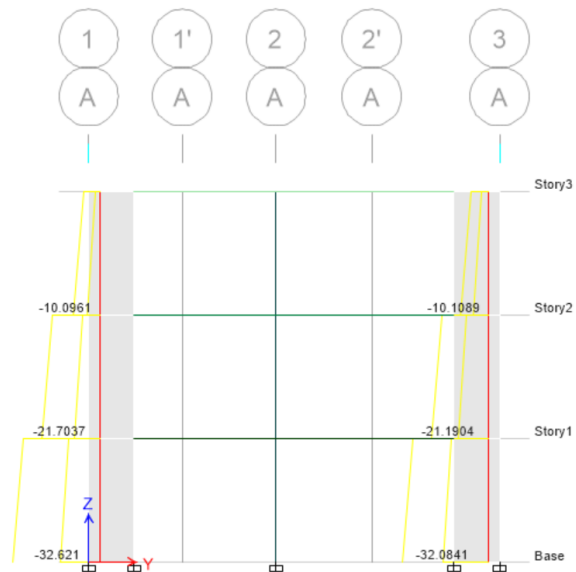 1 1' 2 2' 3
A A A A A
Story3
-10.0961 -10.1089 Story2
-21.7037 -21.1904 Story1
Z
-32.621 Y -32.0841 Base